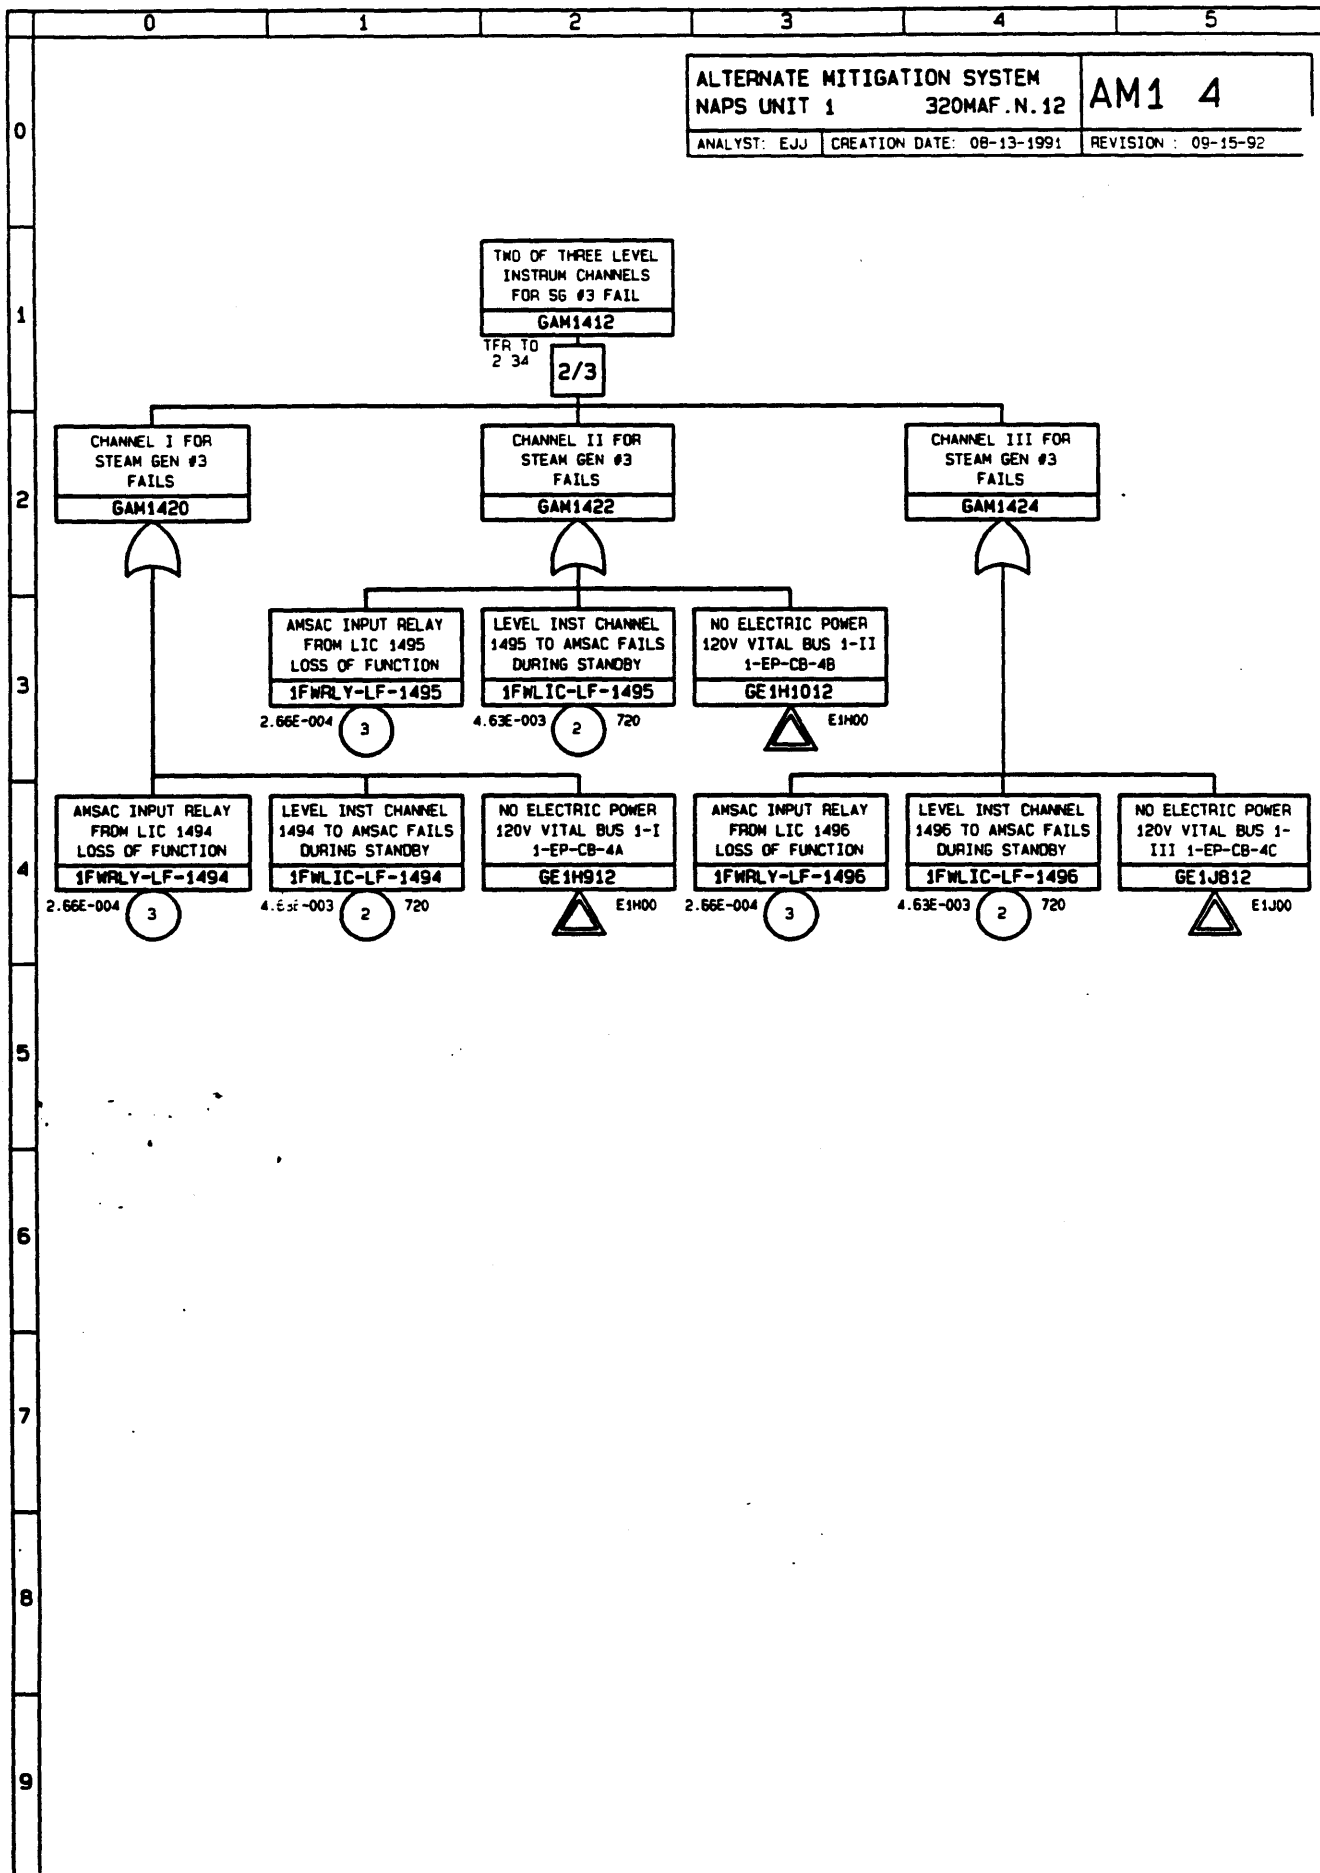 0 1 2 3 4 5
ALTERNATE MITIGATION SYSTEM
NAPS UNIT 1 320MAF.N.12
AM1 4
ANALYST: EJJ CREATION DATE: 08-13-1991 REVISION : 09-15-92
0
1
2
3
4
5
6
7
8
9
TWO OF THREE LEVEL
INSTRUM CHANNELS
FOR SG #3 FAIL
GAM1412
TFR TO
2 34
2/3
CHANNEL I FOR
STEAM GEN #3
FAILS
GAM1420
CHANNEL II FOR
STEAM GEN #3
FAILS
GAM1422
CHANNEL III FOR
STEAM GEN #3
FAILS
GAM1424
AMSAC INPUT RELAY
FROM LIC 1495
LOSS OF FUNCTION
1FWRLY-LF-1495
2.66E-004 3
LEVEL INST CHANNEL
1495 TO AMSAC FAILS
DURING STANDBY
1FWLIC-LF-1495
4.63E-003 2 720
NO ELECTRIC POWER
120V VITAL BUS 1-II
1-EP-CB-4B
GE1H1012
E1H00
AMSAC INPUT RELAY
FROM LIC 1494
LOSS OF FUNCTION
1FWRLY-LF-1494
2.66E-004 3
LEVEL INST CHANNEL
1494 TO AMSAC FAILS
DURING STANDBY
1FWLIC-LF-1494
4.63E-003 2 720
NO ELECTRIC POWER
120V VITAL BUS 1-I
1-EP-CB-4A
GE1H912
E1H00
AMSAC INPUT RELAY
FROM LIC 1496
LOSS OF FUNCTION
1FWRLY-LF-1496
2.66E-004 3
LEVEL INST CHANNEL
1496 TO AMSAC FAILS
DURING STANDBY
1FWLIC-LF-1496
4.63E-003 2 720
NO ELECTRIC POWER
120V VITAL BUS 1-
III 1-EP-CB-4C
GE1J812
E1J00